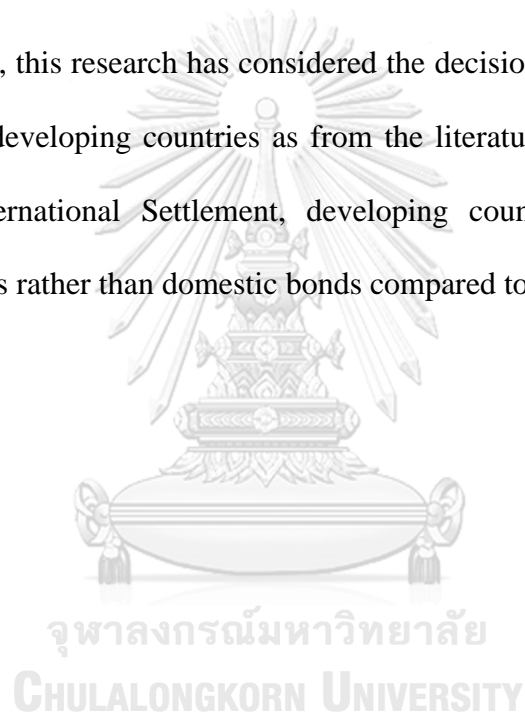 , this research has considered the decisio
developing countries as from the literatu
ernational Settlement, developing coun
s rather than domestic bonds compared to
จุฬาลงกรณ์มหาวิทยาลัย
CHULALONGKORN UNIVERSITY